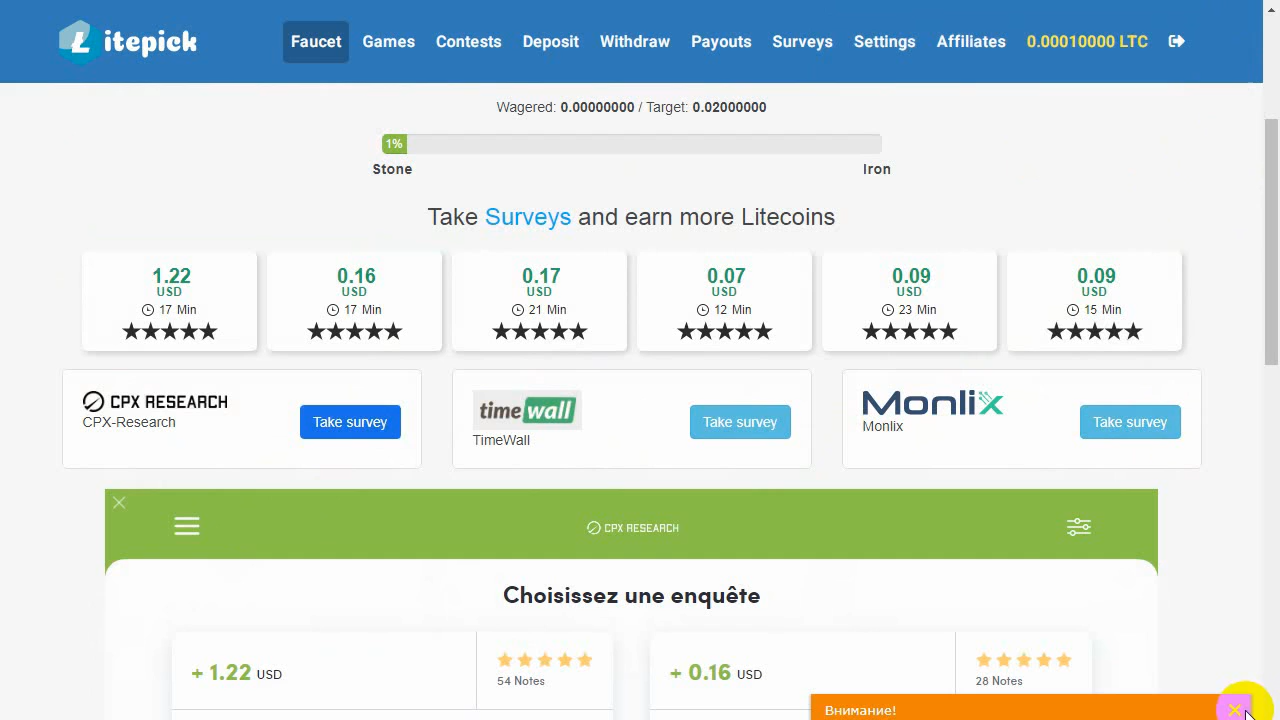 Litepick
Faucet Games Contests Deposit Withdraw Payouts Surveys Settings Affiliates 0.00010000 LTC
Wagered: 0.00000000 / Target: 0.02000000
1%
Stone Iron
Take Surveys and earn more Litecoins
1.22 0.16 0.17 0.07 0.09 0.09
USD USD USD USD USD USD
17 Min 17 Min 21 Min 12 Min 23 Min 15 Min
CPX RESEARCH
CPX-Research
Take survey
time wall
TimeWall
Take survey
Monlix
Monlix
Take survey
CPX RESEARCH
Choisissez une enquête
+ 1.22 USD
54 Notes
+ 0.16 USD
28 Notes
Внимание!